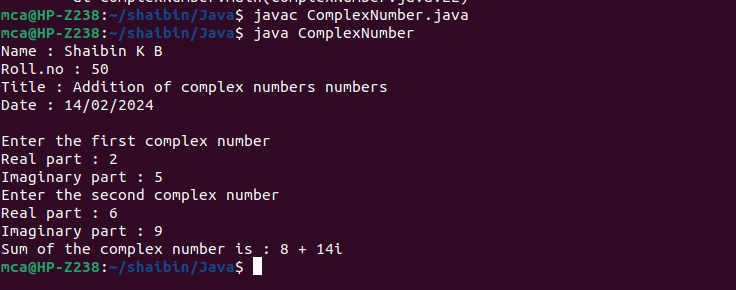 mca@HP-Z238:~/shaibin/Java$ javac ComplexNumber.java
mca@HP-Z238:~/shaibin/Java$ java ComplexNumber
Name : Shaibin K B
Roll.no : 50
Title : Addition of complex numbers numbers
Date : 14/02/2024
Enter the first complex number
Real part : 2
Imaginary part : 5
Enter the second complex number
Real part : 6
Imaginary part : 9
Sum of the complex number is : 8 + 14i
mca@HP-Z238:~/shaibin/Java$